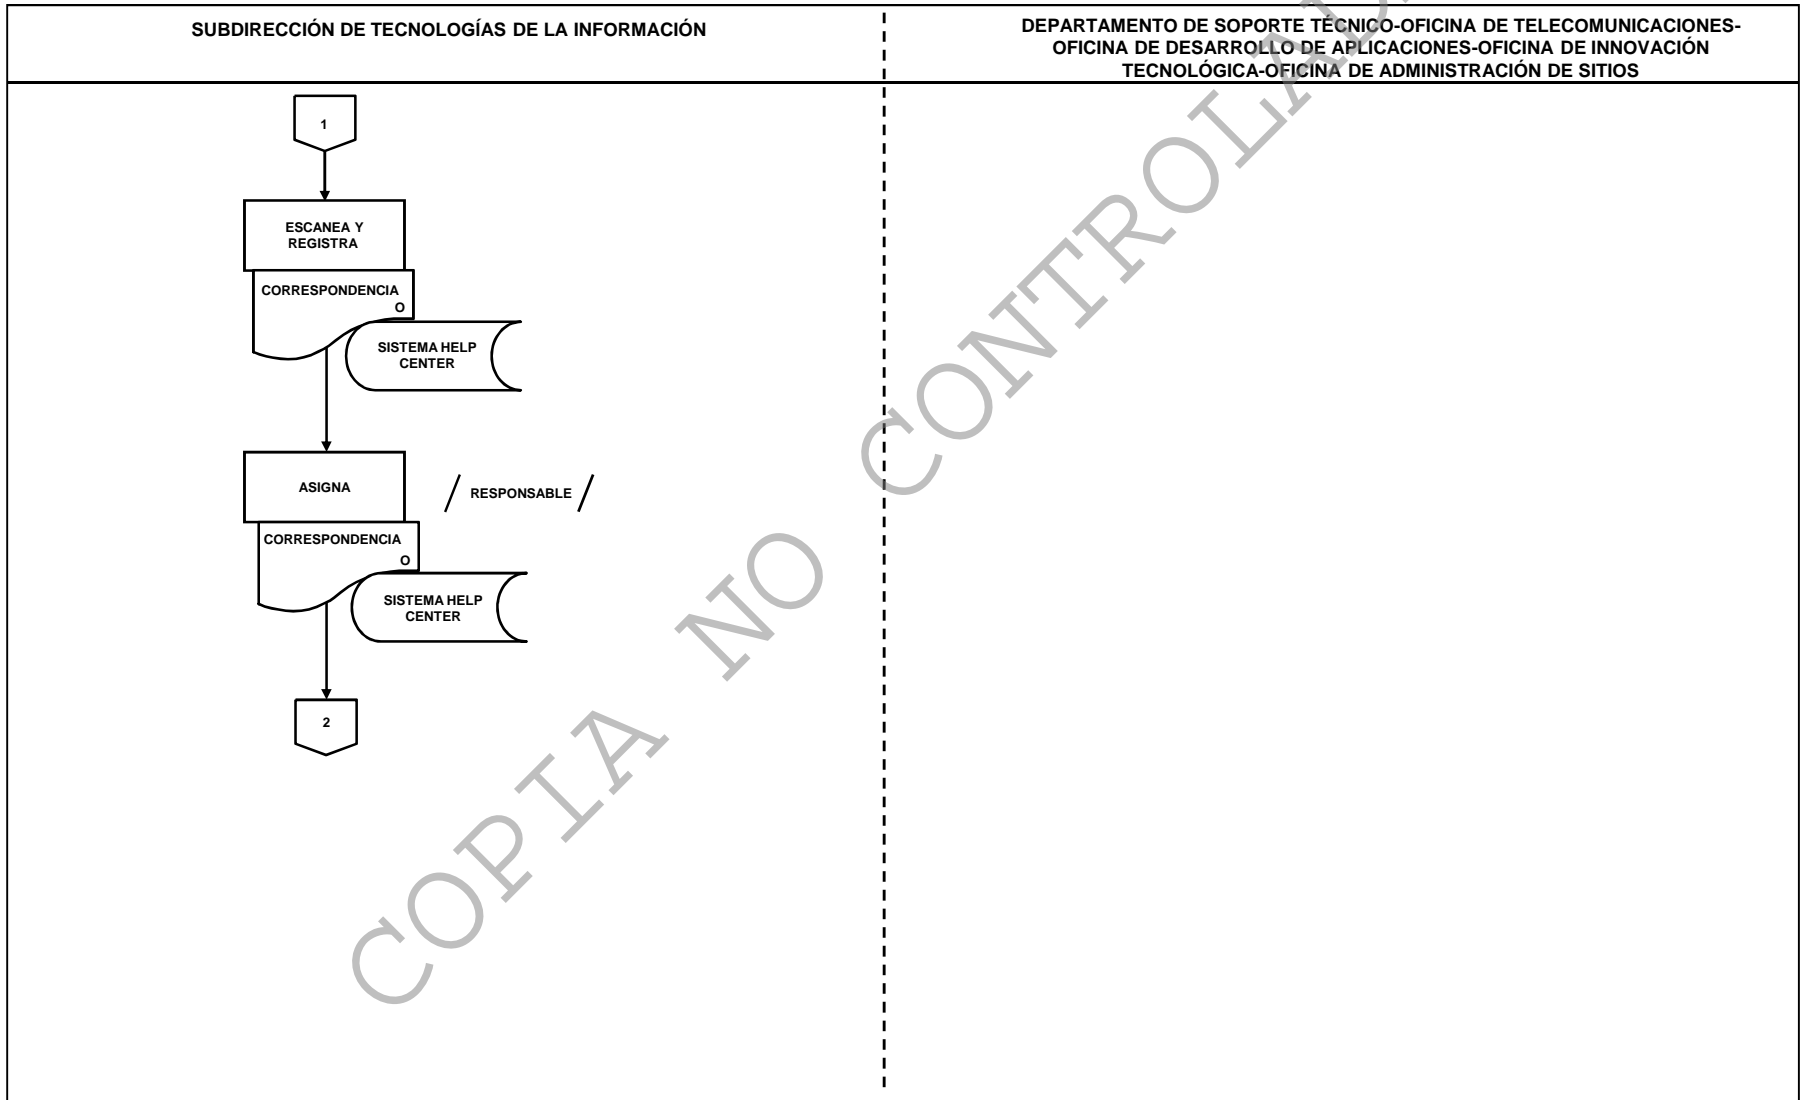 SUBDIRECCIÓN DE TECNOLOGÍAS DE LA INFORMACIÓN
DEPARTAMENTO DE SOPORTE TÉCNICO-OFICINA DE TELECOMUNICACIONES-
OFICINA DE DESARROLLO DE APLICACIONES-OFICINA DE INNOVACIÓN
TECNOLÓGICA-OFICINA DE ADMINISTRACIÓN DE SITIOS
1
ESCANEA Y
REGISTRA
CORRESPONDENCIA
O
SISTEMA HELP
CENTER
ASIGNA
/ RESPONSABLE /
CORRESPONDENCIA
O
SISTEMA HELP
CENTER
2
COPIA NO CONTROLAD